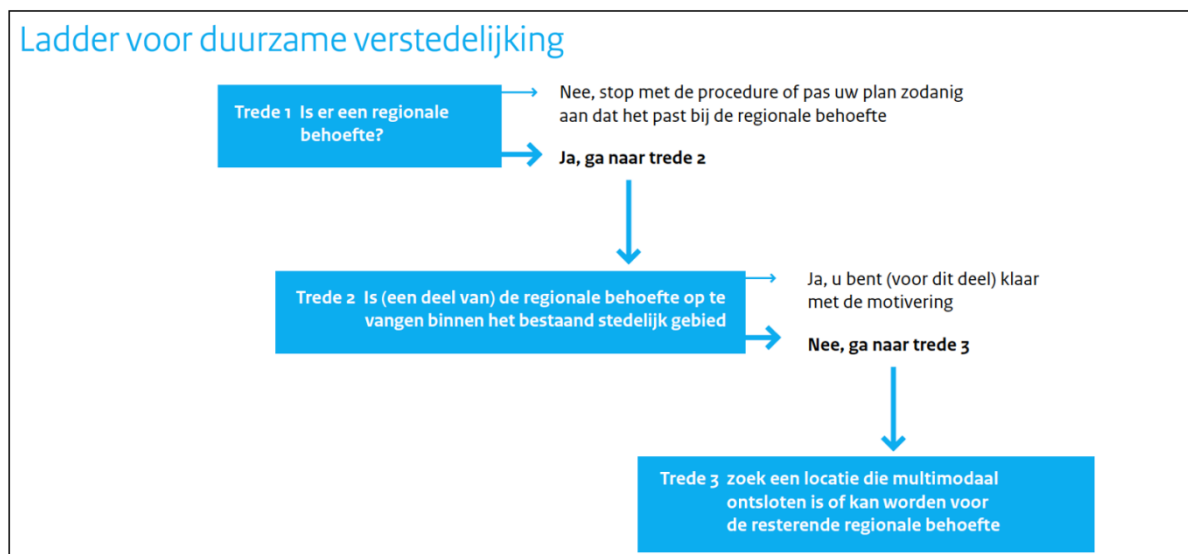 Ladder voor duurzame verstedelijking
Trede 1 Is er een regionale
behoefte?
Nee, stop met de procedure of pas uw plan zodanig
aan dat het past bij de regionale behoefte
Ja, ga naar trede 2
Trede 2 Is (een deel van) de regionale behoefte op te
vangen binnen het bestaand stedelijk gebied
Ja, u bent (voor dit deel) klaar
met de motivering
Nee, ga naar trede 3
Trede 3 zoek een locatie die multimodaal
ontsloten is of kan worden voor
de resterende regionale behoefte